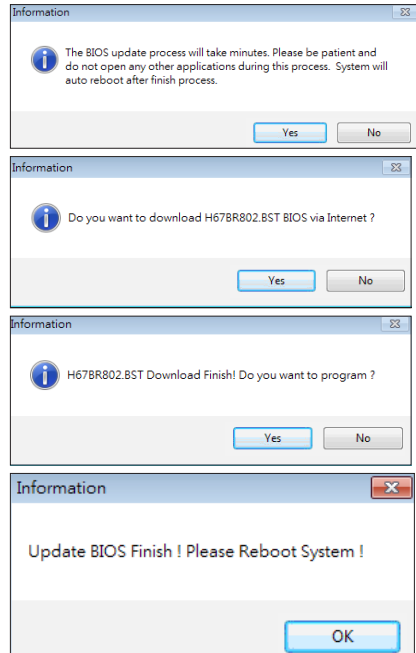 Information
The BIOS update process will take minutes. Please be patient and
do not open any other applications during this process. System will
auto reboot after finish process.
Yes
No
Information
Do you want to download H67BR802.BST BIOS via Internet ?
Yes
No
Information
H67BR802.BST Download Finish! Do you want to program ?
Yes
No
Information
Update BIOS Finish ! Please Reboot System !
OK